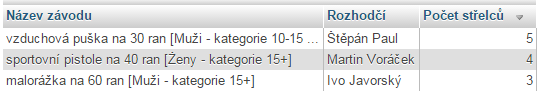 Název závodu Rozhodčí Počet střelců
vzduchová puška na 30 ran [Muži - kategorie 10-15 ... Štěpán Paul 5
sportovní pistole na 40 ran [Ženy - kategorie 15+] Martin Voráček 4
malorážka na 60 ran [Muži - kategorie 15+] Ivo Javorský 3